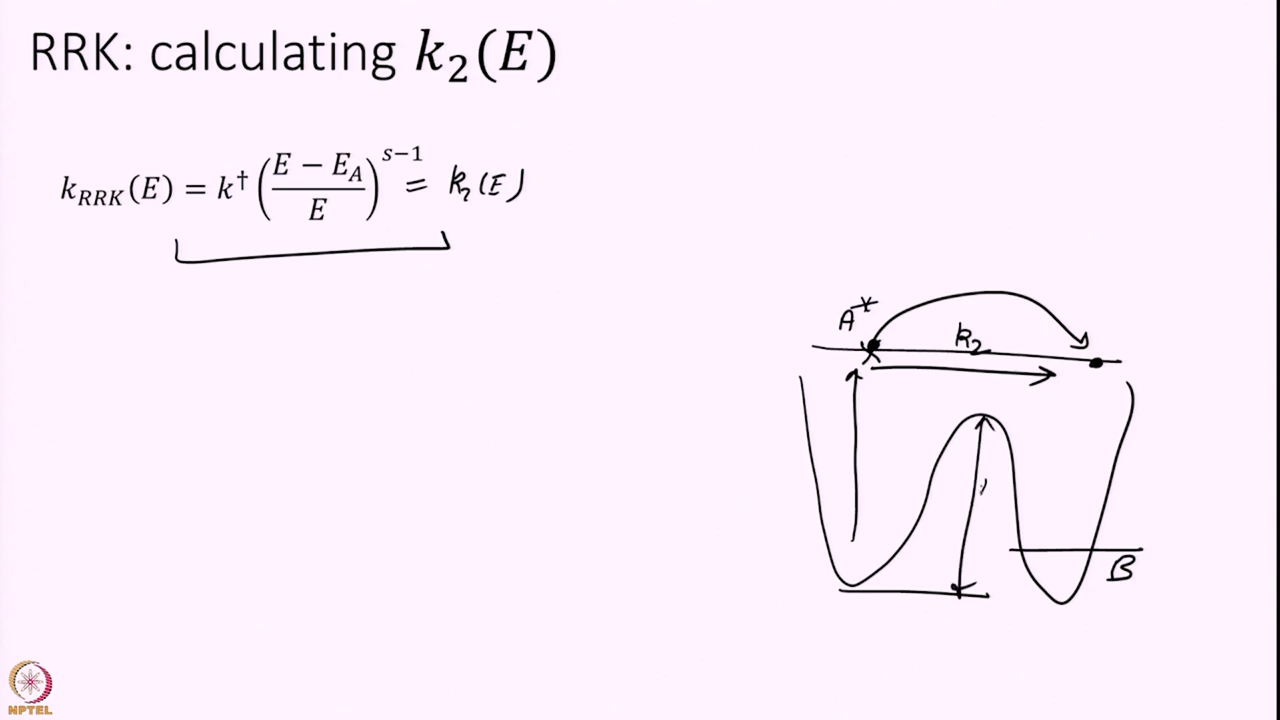 RRK: calculating k₂(E)
k_RRK(E) = k† ((E − E_A)/E)^(s−1) = k₂(E)
A*
k₂
B
NPTEL